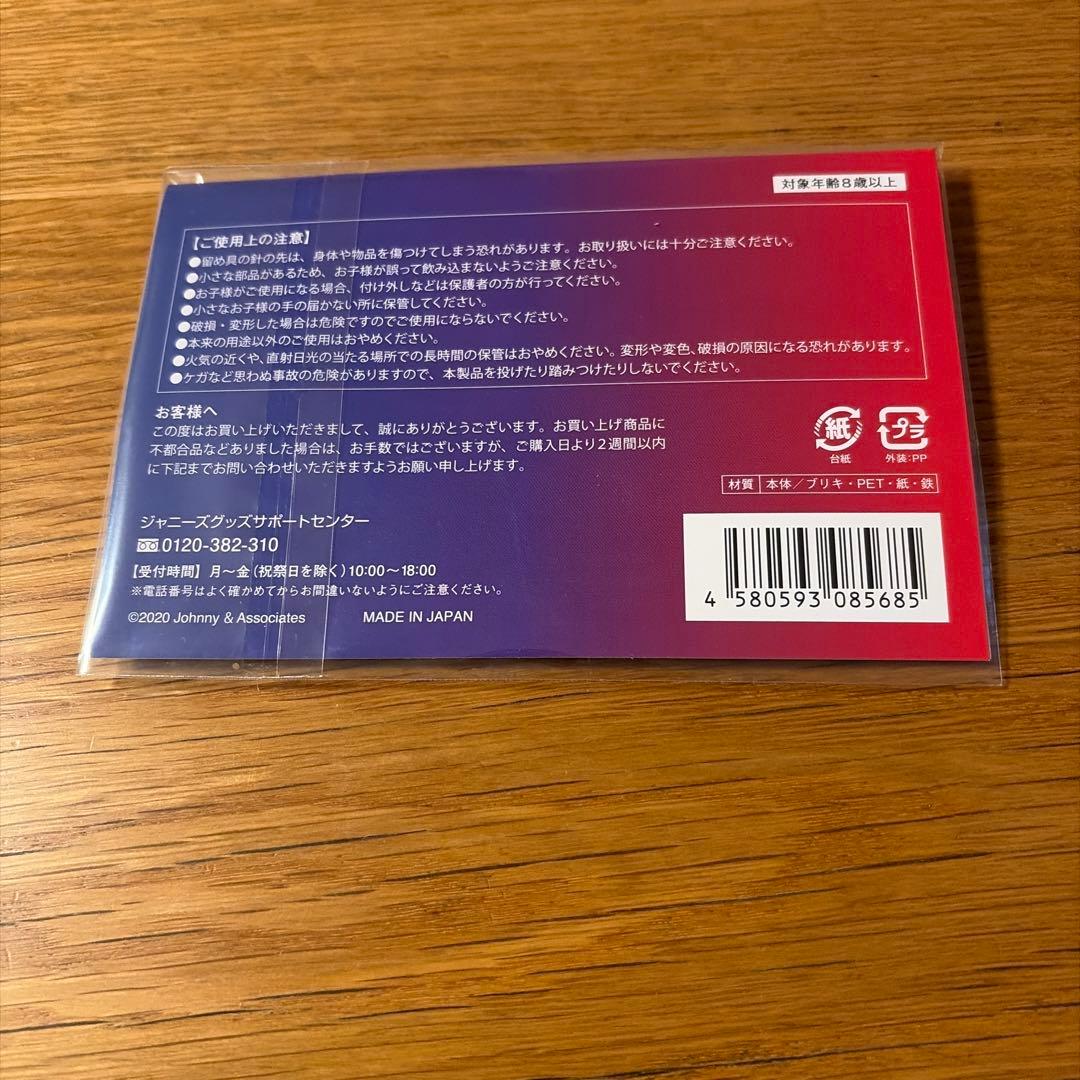 対象年齢8歳以上
【ご使用上の注意】
●留め具の針の先は、身体や物品を傷つけてしまう恐れがあります。お取り扱いには十分ご注意ください。
●小さな部品があるため、お子様が誤って飲み込まないようご注意ください。
●お子様がご使用になる場合、付け外しなどは保護者の方が行ってください。
●小さなお子様の手の届かない所に保管してください。
●破損・変形した場合は危険ですのでご使用にならないでください。
●本来の用途以外のご使用はおやめください。
●火気の近くや、直射日光の当たる場所での長時間の保管はおやめください。変形や変色、破損の原因になる恐れがあります。
●ケガなど思わぬ事故の危険がありますので、本製品を投げたり踏みつけたりしないでください。
お客様へ
この度はお買い上げいただきまして、誠にありがとうございます。お買い上げ商品に
不都合品などありました場合は、お手数ではございますが、ご購入日より2週間以内
に下記までお問い合わせいただきますようお願い申し上げます。
紙
台紙
プラ
外装:PP
材質 本体/ブリキ・PET・紙・鉄
ジャニーズグッズサポートセンター
0120-382-310
【受付時間】 月〜金(祝祭日を除く)10:00〜18:00
※電話番号はよく確かめてからお間違いないようにご注意ください。
©2020 Johnny & Associates MADE IN JAPAN
4 580593 085685